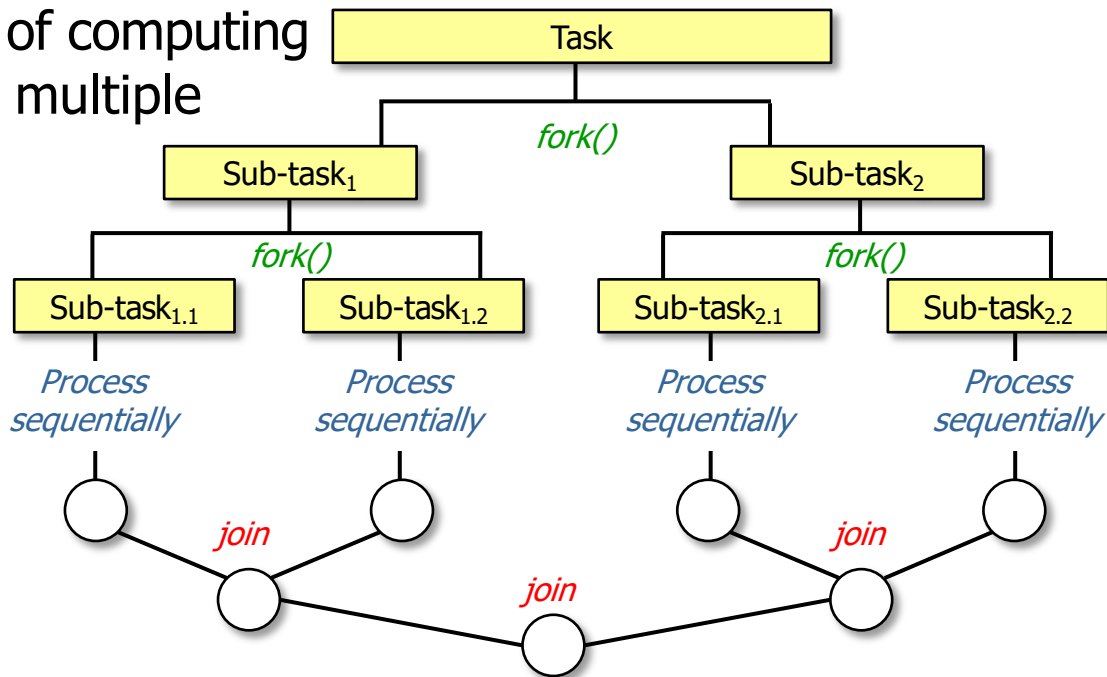 of computing
multiple
Task
fork()
Sub-task₁
Sub-task₂
fork()
fork()
Sub-task₁.₁
Sub-task₁.₂
Sub-task₂.₁
Sub-task₂.₂
Process
sequentially
Process
sequentially
Process
sequentially
Process
sequentially
join
join
join